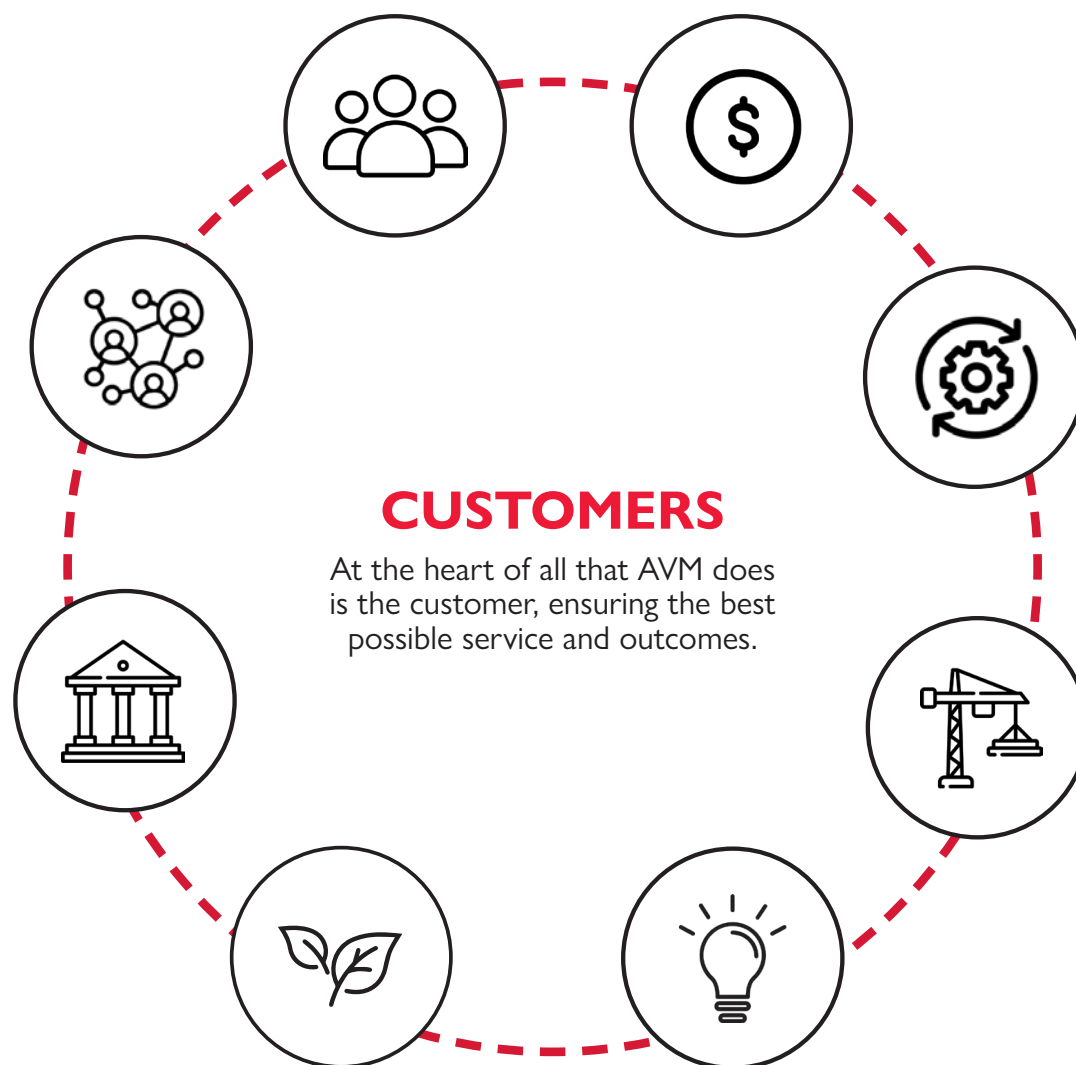 $
CUSTOMERS
At the heart of all that AVM does
is the customer, ensuring the best
possible service and outcomes.